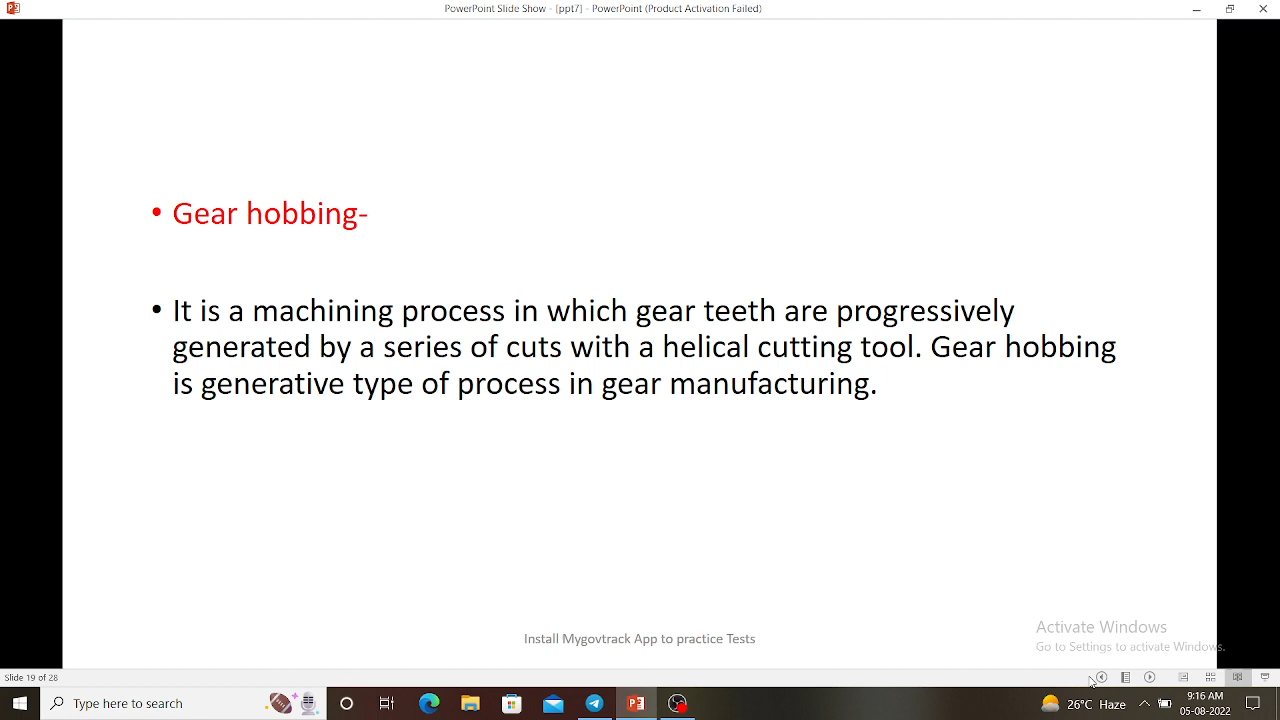 PowerPoint Slide Show - [ppt7] - PowerPoint (Product Activation Failed)
• Gear hobbing-
• It is a machining process in which gear teeth are progressively
generated by a series of cuts with a helical cutting tool. Gear hobbing
is generative type of process in gear manufacturing.
Install Mygovtrack App to practice Tests
Activate Windows
Go to Settings to activate Windows.
Slide 19 of 28
Type here to search
26°C Haze
9:16 AM
05-08-2022